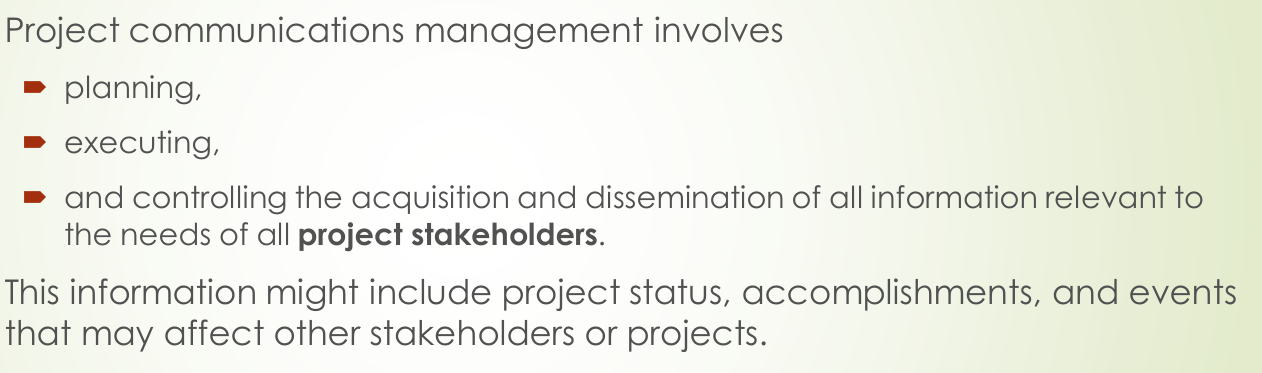 Project communications management involves
planning,
executing,
and controlling the acquisition and dissemination of all information relevant to
the needs of all project stakeholders.
This information might include project status, accomplishments, and events
that may affect other stakeholders or projects.